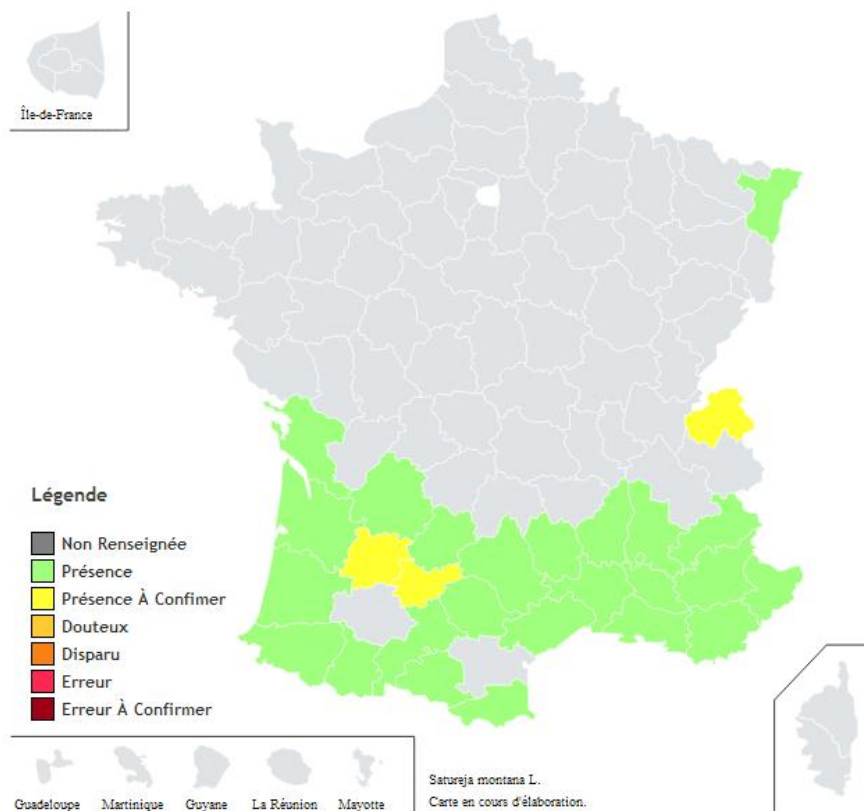 Île-de-France
Légende
Non Renseignée
Présence
Présence À Confimer
Douteux
Disparu
Erreur
Erreur À Confirmer
Guadeloupe Martinique Guyane La Réunion Mayotte
Satureja montana L.
Carte en cours d'élaboration.